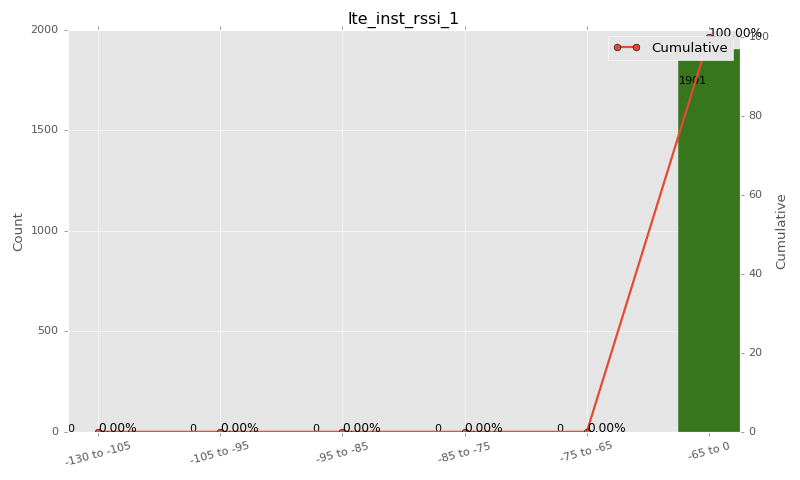 lte_inst_rssi_1
2000
1500
1000
500
0
Count
100
80
60
40
20
0
Cumulative
Cumulative
100.00%
1901
0 0.00% 0 0.00% 0 0.00% 0 0.00% 0 0.00%
-130 to -105 -105 to -95 -95 to -85 -85 to -75 -75 to -65 -65 to 0